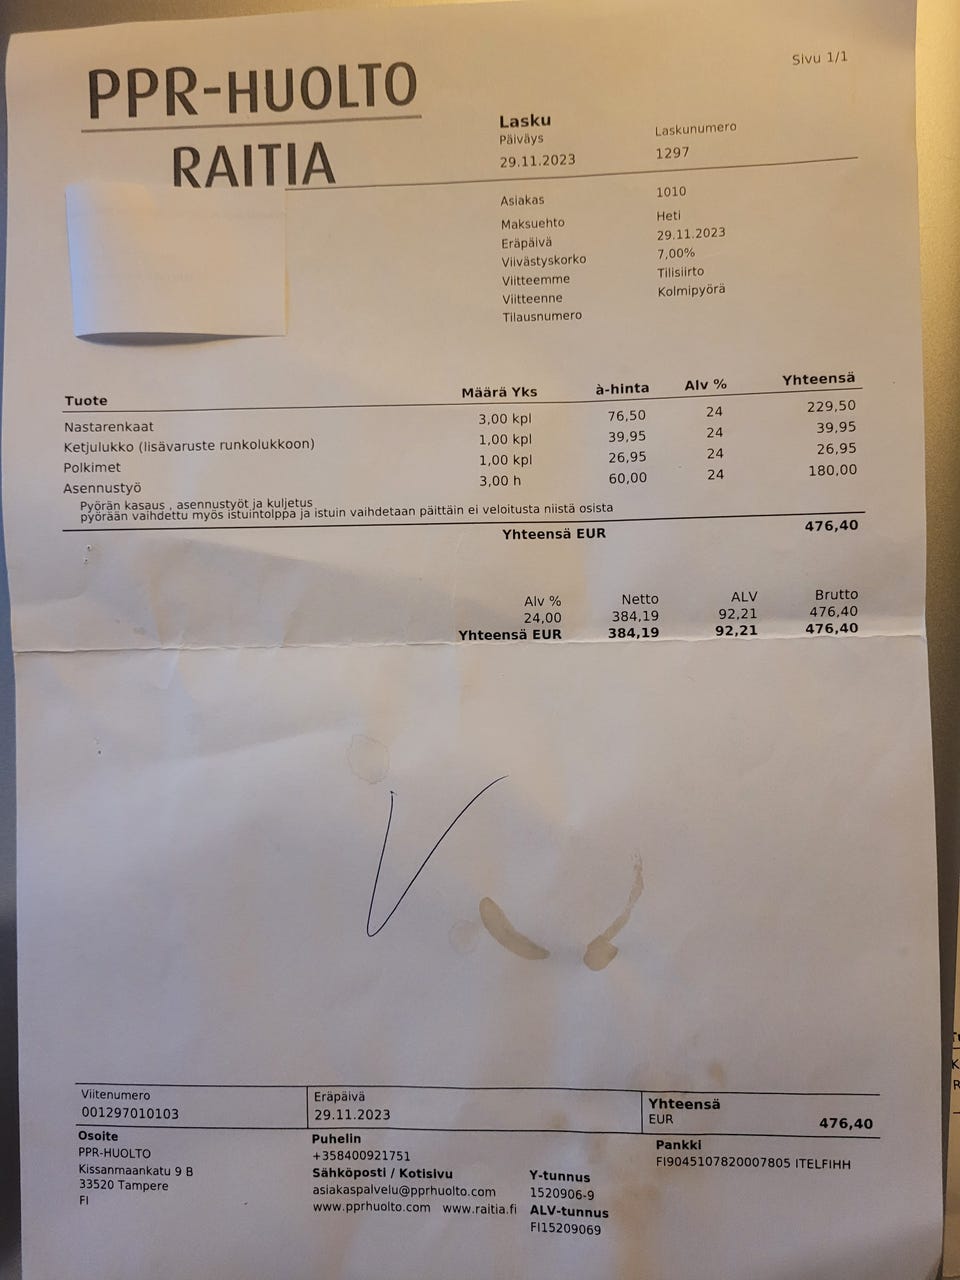 Sivu 1/1
PPR-HUOLTO
RAITIA
Lasku
Päiväys Laskunumero
29.11.2023 1297
Asiakas 1010
Maksuehto Heti
Eräpäivä 29.11.2023
Viivästyskorko 7,00%
Viitteemme Tilisiirto
Viitteenne Kolmipyörä
Tilausnumero
Tuote Määrä Yks à-hinta Alv % Yhteensä
Nastarenkaat 3,00 kpl 76,50 24 229,50
Ketjulukko (lisävaruste runkolukkoon) 1,00 kpl 39,95 24 39,95
Polkimet 1,00 kpl 26,95 24 26,95
Asennustyö 3,00 h 60,00 24 180,00
Pyörän kasaus , asennustyöt ja kuljetus
pyörään vaihdettu myös istuintolppa ja istuin vaihdetaan päittäin ei veloitusta niistä osista
Yhteensä EUR 476,40
Alv % Netto ALV Brutto
24,00 384,19 92,21 476,40
Yhteensä EUR 384,19 92,21 476,40
Viitenumero Eräpäivä Yhteensä
001297010103 29.11.2023 EUR 476,40
Osoite Puhelin Pankki
PPR-HUOLTO +358400921751 FI9045107820007805 ITELFIHH
Kissanmaankatu 9 B Sähköposti / Kotisivu Y-tunnus
33520 Tampere asiakaspalvelu@pprhuolto.com 1520906-9
FI www.pprhuolto.com www.raitia.fi ALV-tunnus
FI15209069